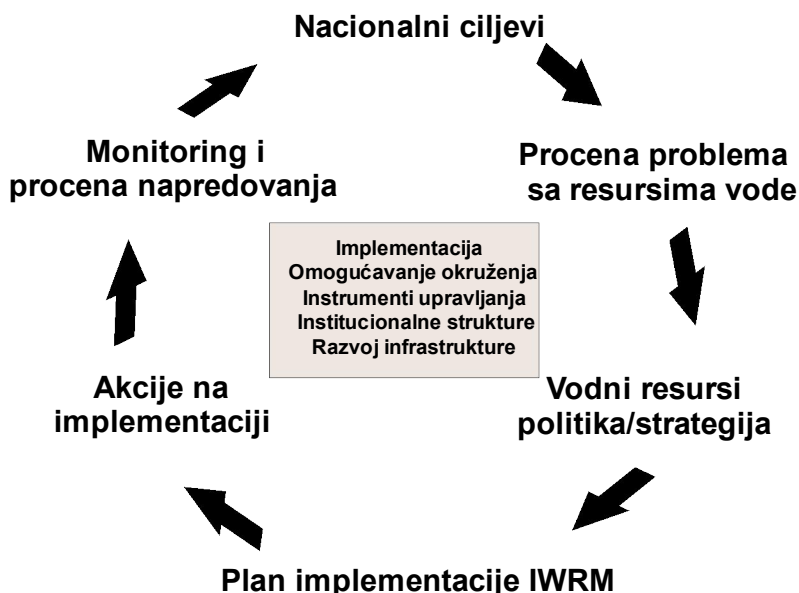 Nacionalni ciljevi
Procena problema
sa resursima vode
Vodni resursi
politika/strategija
Plan implementacije IWRM
Akcije na
implementaciji
Monitoring i
procena napredovanja
Implementacija
Omogućavanje okruženja
Instrumenti upravljanja
Institucionalne strukture
Razvoj infrastrukture